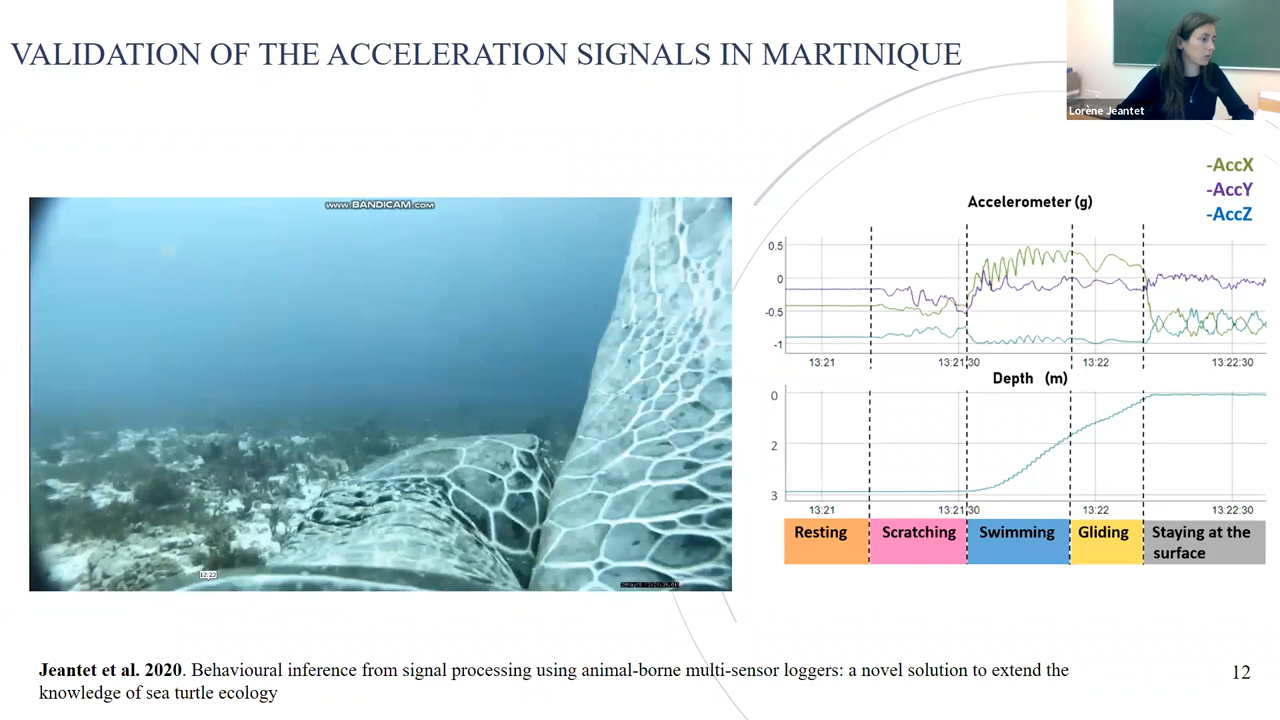 VALIDATION OF THE ACCELERATION SIGNALS IN MARTINIQUE
Lorène Jeantet
-AccX
-AccY
-AccZ
Accelerometer (g)
0.5
0
-0.5
-1
13:21
13:21:30
13:22
13:22:30
Depth (m)
0
2
3
13:21
13:21:30
13:22
13:22:30
Resting
Scratching
Swimming
Gliding
Staying at the
surface
www.BANDICAM.com
Jeantet et al. 2020. Behavioural inference from signal processing using animal-borne multi-sensor loggers: a novel solution to extend the
knowledge of sea turtle ecology
12